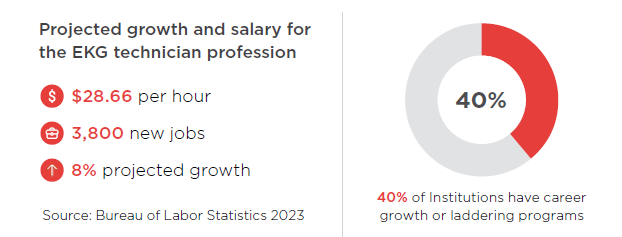 Projected growth and salary for
the EKG technician profession
$28.66 per hour
3,800 new jobs
8% projected growth
Source: Bureau of Labor Statistics 2023
40%
40% of Institutions have career
growth or laddering programs